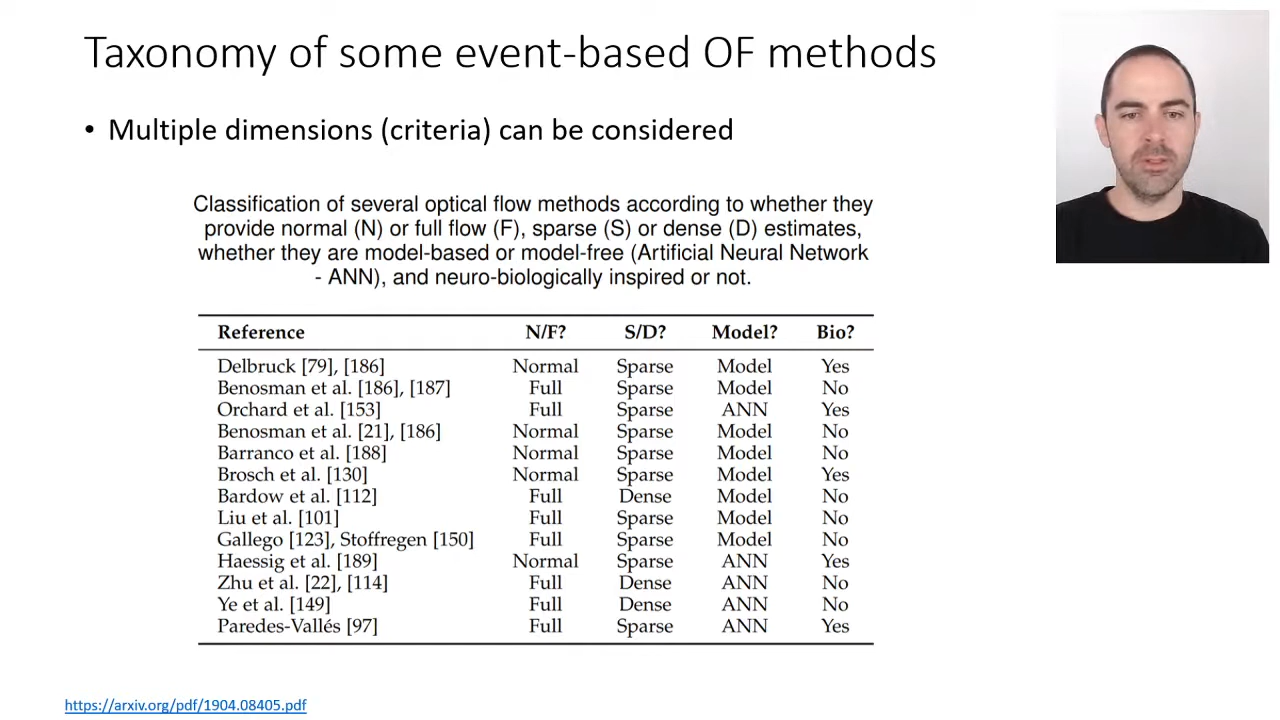 Taxonomy of some event-based OF methods
• Multiple dimensions (criteria) can be considered
Classification of several optical flow methods according to whether they
provide normal (N) or full flow (F), sparse (S) or dense (D) estimates,
whether they are model-based or model-free (Artificial Neural Network
- ANN), and neuro-biologically inspired or not.
Reference N/F? S/D? Model? Bio?
Delbruck [79], [186] Normal Sparse Model Yes
Benosman et al. [186], [187] Full Sparse Model No
Orchard et al. [153] Full Sparse ANN Yes
Benosman et al. [21], [186] Normal Sparse Model No
Barranco et al. [188] Normal Sparse Model No
Brosch et al. [130] Normal Sparse Model Yes
Bardow et al. [112] Full Dense Model No
Liu et al. [101] Full Sparse Model No
Gallego [123], Stoffregen [150] Full Sparse Model No
Haessig et al. [189] Normal Sparse ANN Yes
Zhu et al. [22], [114] Full Dense ANN No
Ye et al. [149] Full Dense ANN No
Paredes-Vallés [97] Full Sparse ANN Yes
https://arxiv.org/pdf/1904.08405.pdf